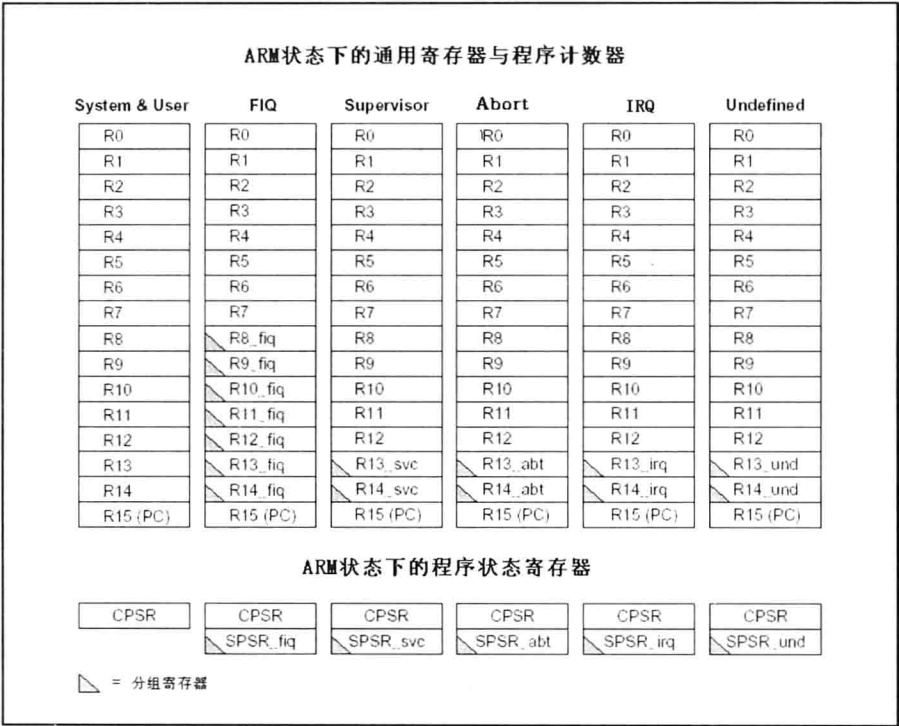 ARM状态下的通用寄存器与程序计数器
System & User FIQ Supervisor Abort IRQ Undefined
R0 R0 R0 R0 R0 R0
R1 R1 R1 R1 R1 R1
R2 R2 R2 R2 R2 R2
R3 R3 R3 R3 R3 R3
R4 R4 R4 R4 R4 R4
R5 R5 R5 R5 R5 R5
R6 R6 R6 R6 R6 R6
R7 R7 R7 R7 R7 R7
R8 R8_fiq R8 R8 R8 R8
R9 R9_fiq R9 R9 R9 R9
R10 R10_fiq R10 R10 R10 R10
R11 R11_fiq R11 R11 R11 R11
R12 R12_fiq R12 R12 R12 R12
R13 R13_fiq R13_svc R13_abt R13_irq R13_und
R14 R14_fiq R14_svc R14_abt R14_irq R14_und
R15 (PC) R15 (PC) R15 (PC) R15 (PC) R15 (PC) R15 (PC)
ARM状态下的程序状态寄存器
CPSR CPSR CPSR CPSR CPSR CPSR
SPSR_fiq SPSR_svc SPSR_abt SPSR_irq SPSR_und
= 分组寄存器